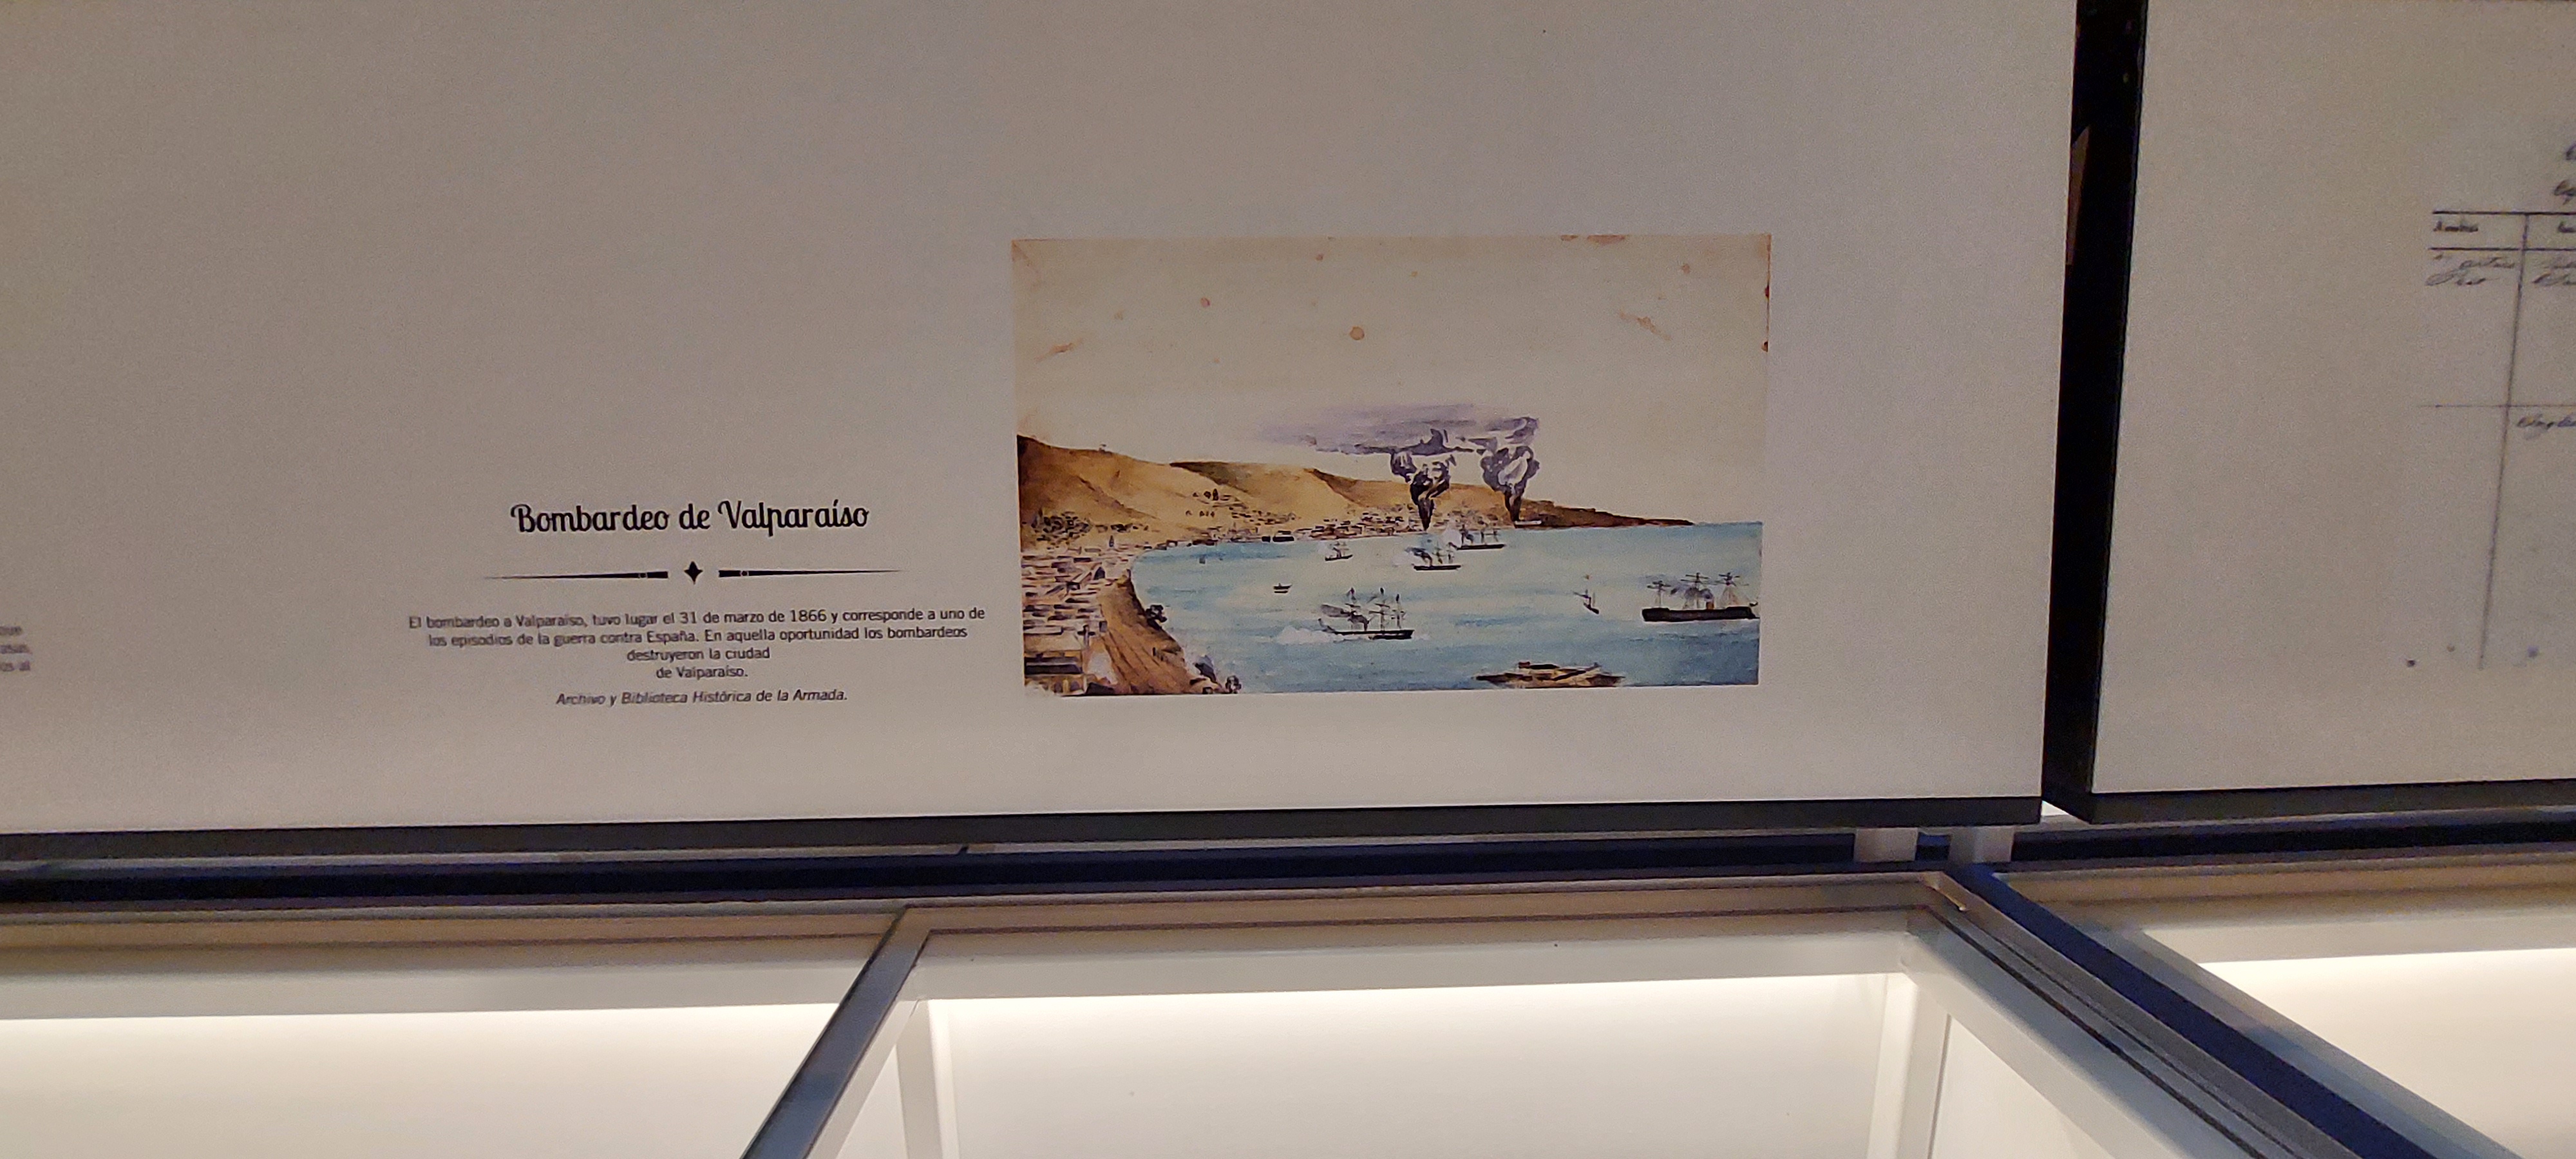 Bombardeo de Valparaíso
El bombardeo a Valparaíso, tuvo lugar el 31 de marzo de 1866 y corresponde a uno de
los episodios de la guerra contra España. En aquella oportunidad los bombardeos
destruyeron la ciudad
de Valparaíso.
Archivo y Biblioteca Histórica de la Armada.